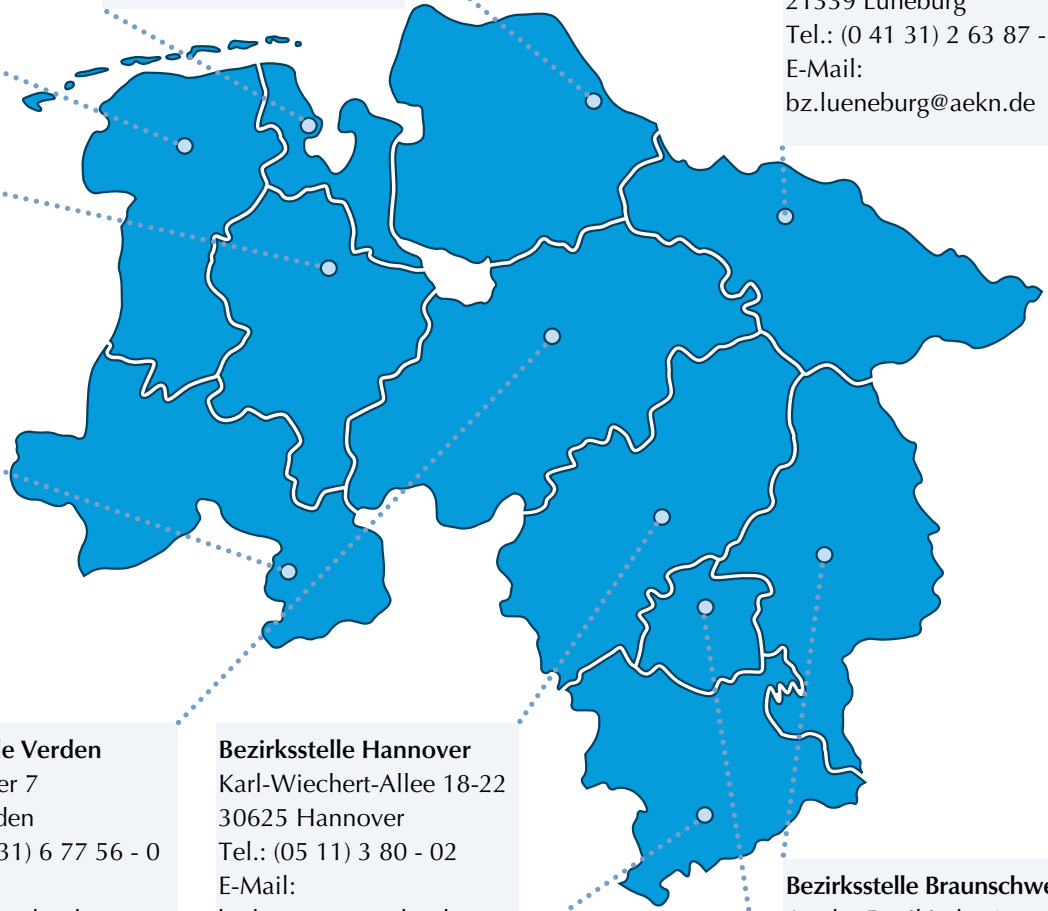 21339 Lüneburg
Tel.: (0 41 31) 2 63 87 -
E-Mail:
bz.lueneburg@aekn.de
Verden
7
31) 6 77 56 - 0
Bezirksstelle Hannover
Karl-Wiechert-Allee 18-22
30625 Hannover
Tel.: (05 11) 3 80 - 02
E-Mail:
Bezirksstelle Braunschwe